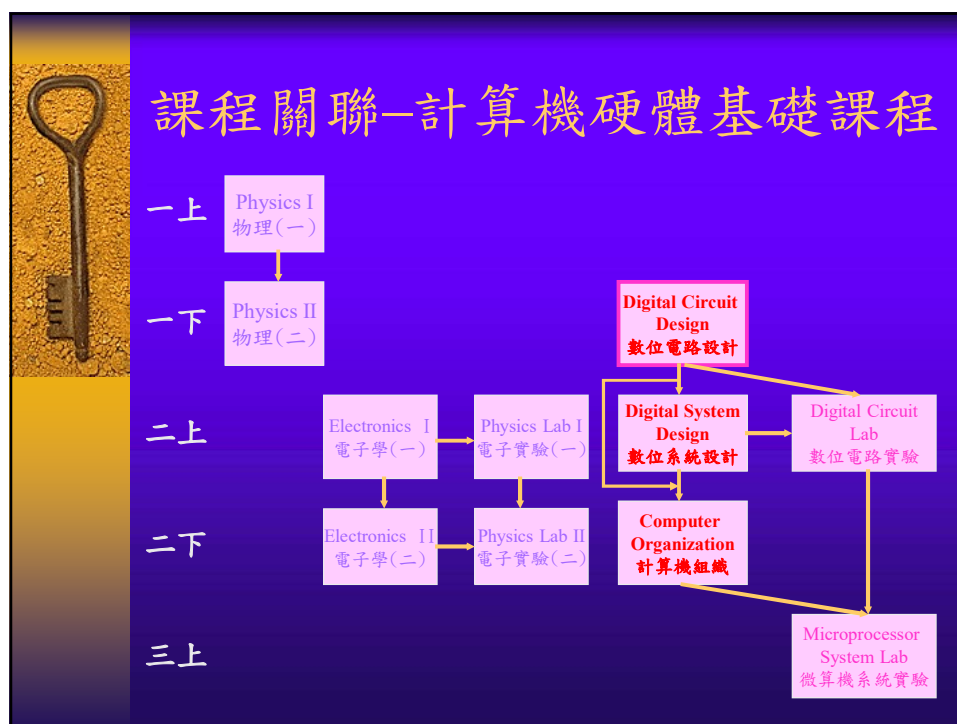 課程關聯–計算機硬體基礎課程
一上
Physics I
物理(一)
一下
Physics II
物理(二)
Digital Circuit
Design
數位電路設計
二上
Electronics I
電子學(一)
Physics Lab I
電子實驗(一)
Digital System
Design
數位系統設計
Digital Circuit
Lab
數位電路實驗
二下
Electronics II
電子學(二)
Physics Lab II
電子實驗(二)
Computer
Organization
計算機組織
三上
Microprocessor
System Lab
微算機系統實驗